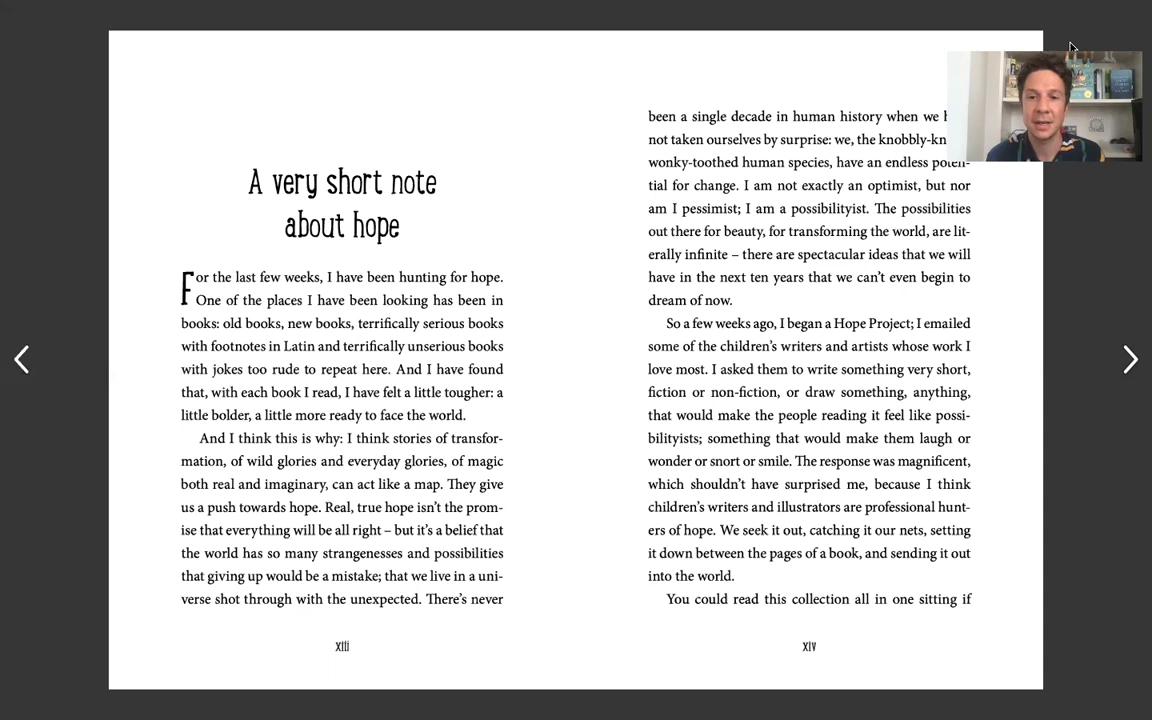 A very short note
about hope
For the last few weeks, I have been hunting for hope.
One of the places I have been looking has been in
books: old books, new books, terrifically serious books
with footnotes in Latin and terrifically unserious books
with jokes too rude to repeat here. And I have found
that, with each book I read, I have felt a little tougher: a
little bolder, a little more ready to face the world.
And I think this is why: I think stories of transfor-
mation, of wild glories and everyday glories, of magic
both real and imaginary, can act like a map. They give
us a push towards hope. Real, true hope isn't the prom-
ise that everything will be all right – but it's a belief that
the world has so many strangenesses and possibilities
that giving up would be a mistake; that we live in a uni-
verse shot through with the unexpected. There's never
xiii
been a single decade in human history when we
not taken ourselves by surprise: we, the knobbly-
wonky-toothed human species, have an endless poten-
tial for change. I am not exactly an optimist, but nor
am I pessimist; I am a possibilityist. The possibilities
out there for beauty, for transforming the world, are lit-
erally infinite – there are spectacular ideas that we will
have in the next ten years that we can't even begin to
dream of now.
So a few weeks ago, I began a Hope Project; I emailed
some of the children's writers and artists whose work I
love most. I asked them to write something very short,
fiction or non-fiction, or draw something, anything,
that would make the people reading it feel like possi-
bilityists; something that would make them laugh or
wonder or snort or smile. The response was magnificent,
which shouldn't have surprised me, because I think
children's writers and illustrators are professional hunt-
ers of hope. We seek it out, catching it our nets, setting
it down between the pages of a book, and sending it out
into the world.
You could read this collection all in one sitting if
xiv